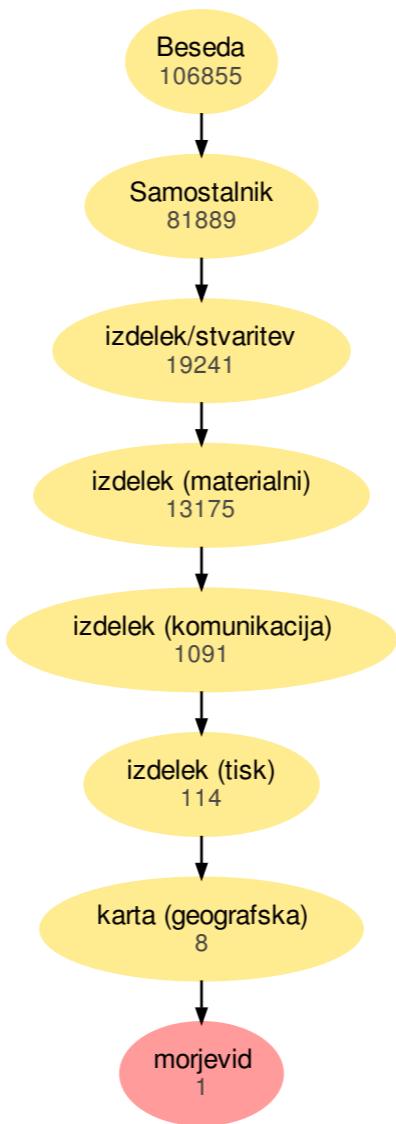 Beseda
106855
Samostalnik
81889
izdelek/stvaritev
19241
izdelek (materialni)
13175
izdelek (komunikacija)
1091
izdelek (tisk)
114
karta (geografska)
8
morjevid
1